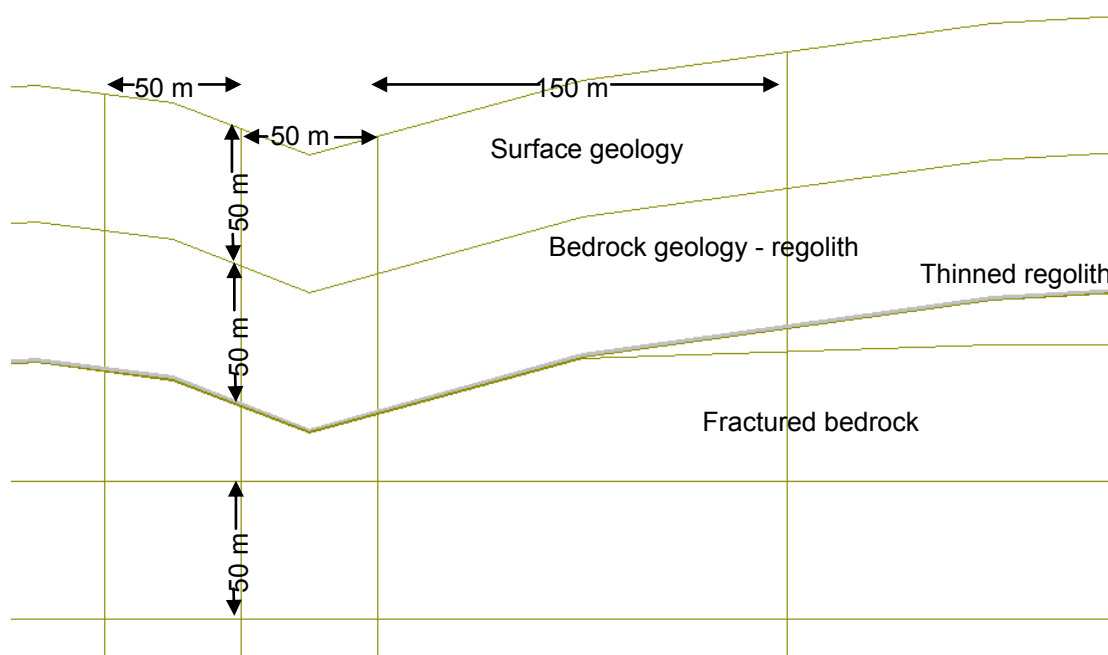 50 m
150 m
50 m
Surface geology
50 m
Bedrock geology - regolith
Thinned regolith
50 m
Fractured bedrock
50 m